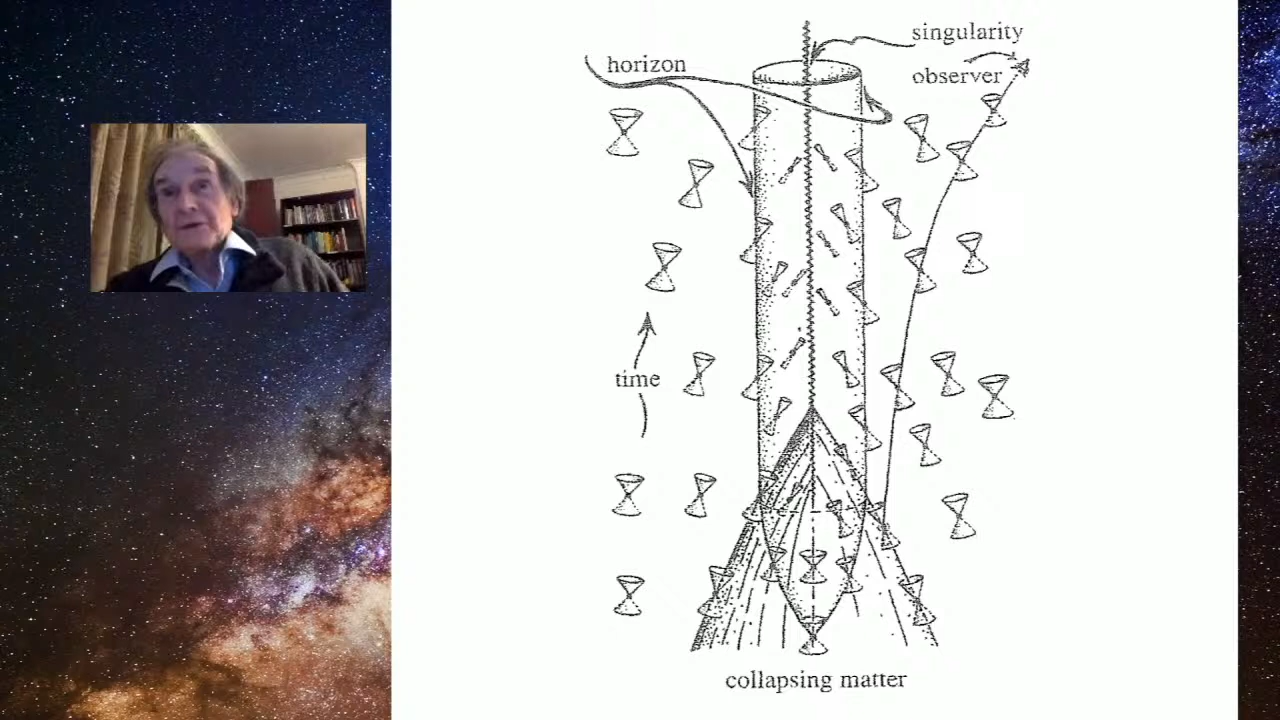 singularity
horizon
observer
time
collapsing matter